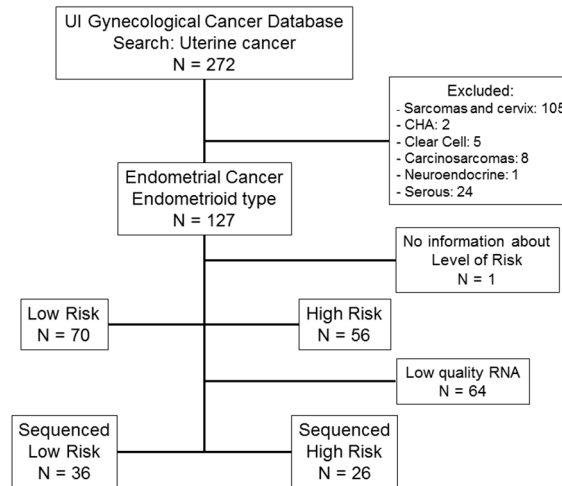 UI Gynecological Cancer Database
Search: Uterine cancer
N = 272
Excluded:
- Sarcomas and cervix: 105
- CHA: 2
- Clear Cell: 5
- Carcinosarcomas: 8
- Neuroendocrine: 1
- Serous: 24
Endometrial Cancer
Endometrioid type
N = 127
No information about
Level of Risk
N = 1
Low Risk
N = 70
High Risk
N = 56
Low quality RNA
N = 64
Sequenced
Low Risk
N = 36
Sequenced
High Risk
N = 26